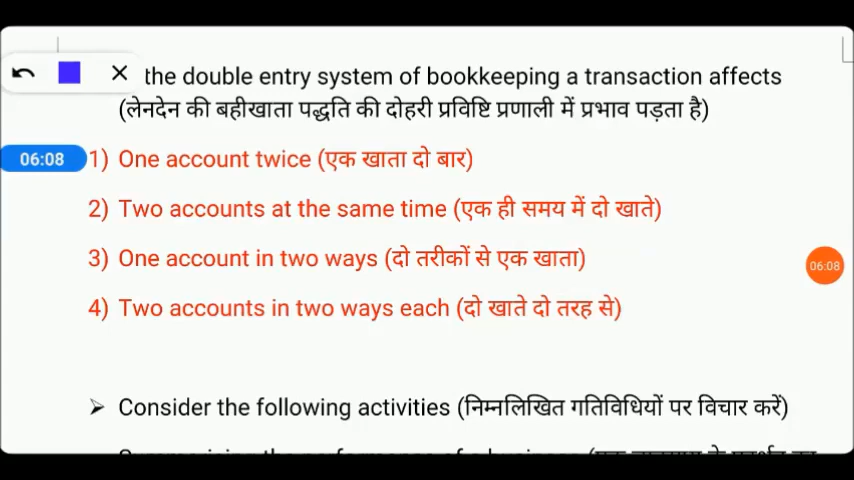 the double entry system of bookkeeping a transaction affects
(लेनदेन की बहीखाता पद्धति की दोहरी प्रविष्टि प्रणाली में प्रभाव पड़ता है)
06:08
1) One account twice (एक खाता दो बार)
2) Two accounts at the same time (एक ही समय में दो खाते)
3) One account in two ways (दो तरीकों से एक खाता)
06:08
4) Two accounts in two ways each (दो खाते दो तरह से)
➢ Consider the following activities (निम्नलिखित गतिविधियों पर विचार करें)